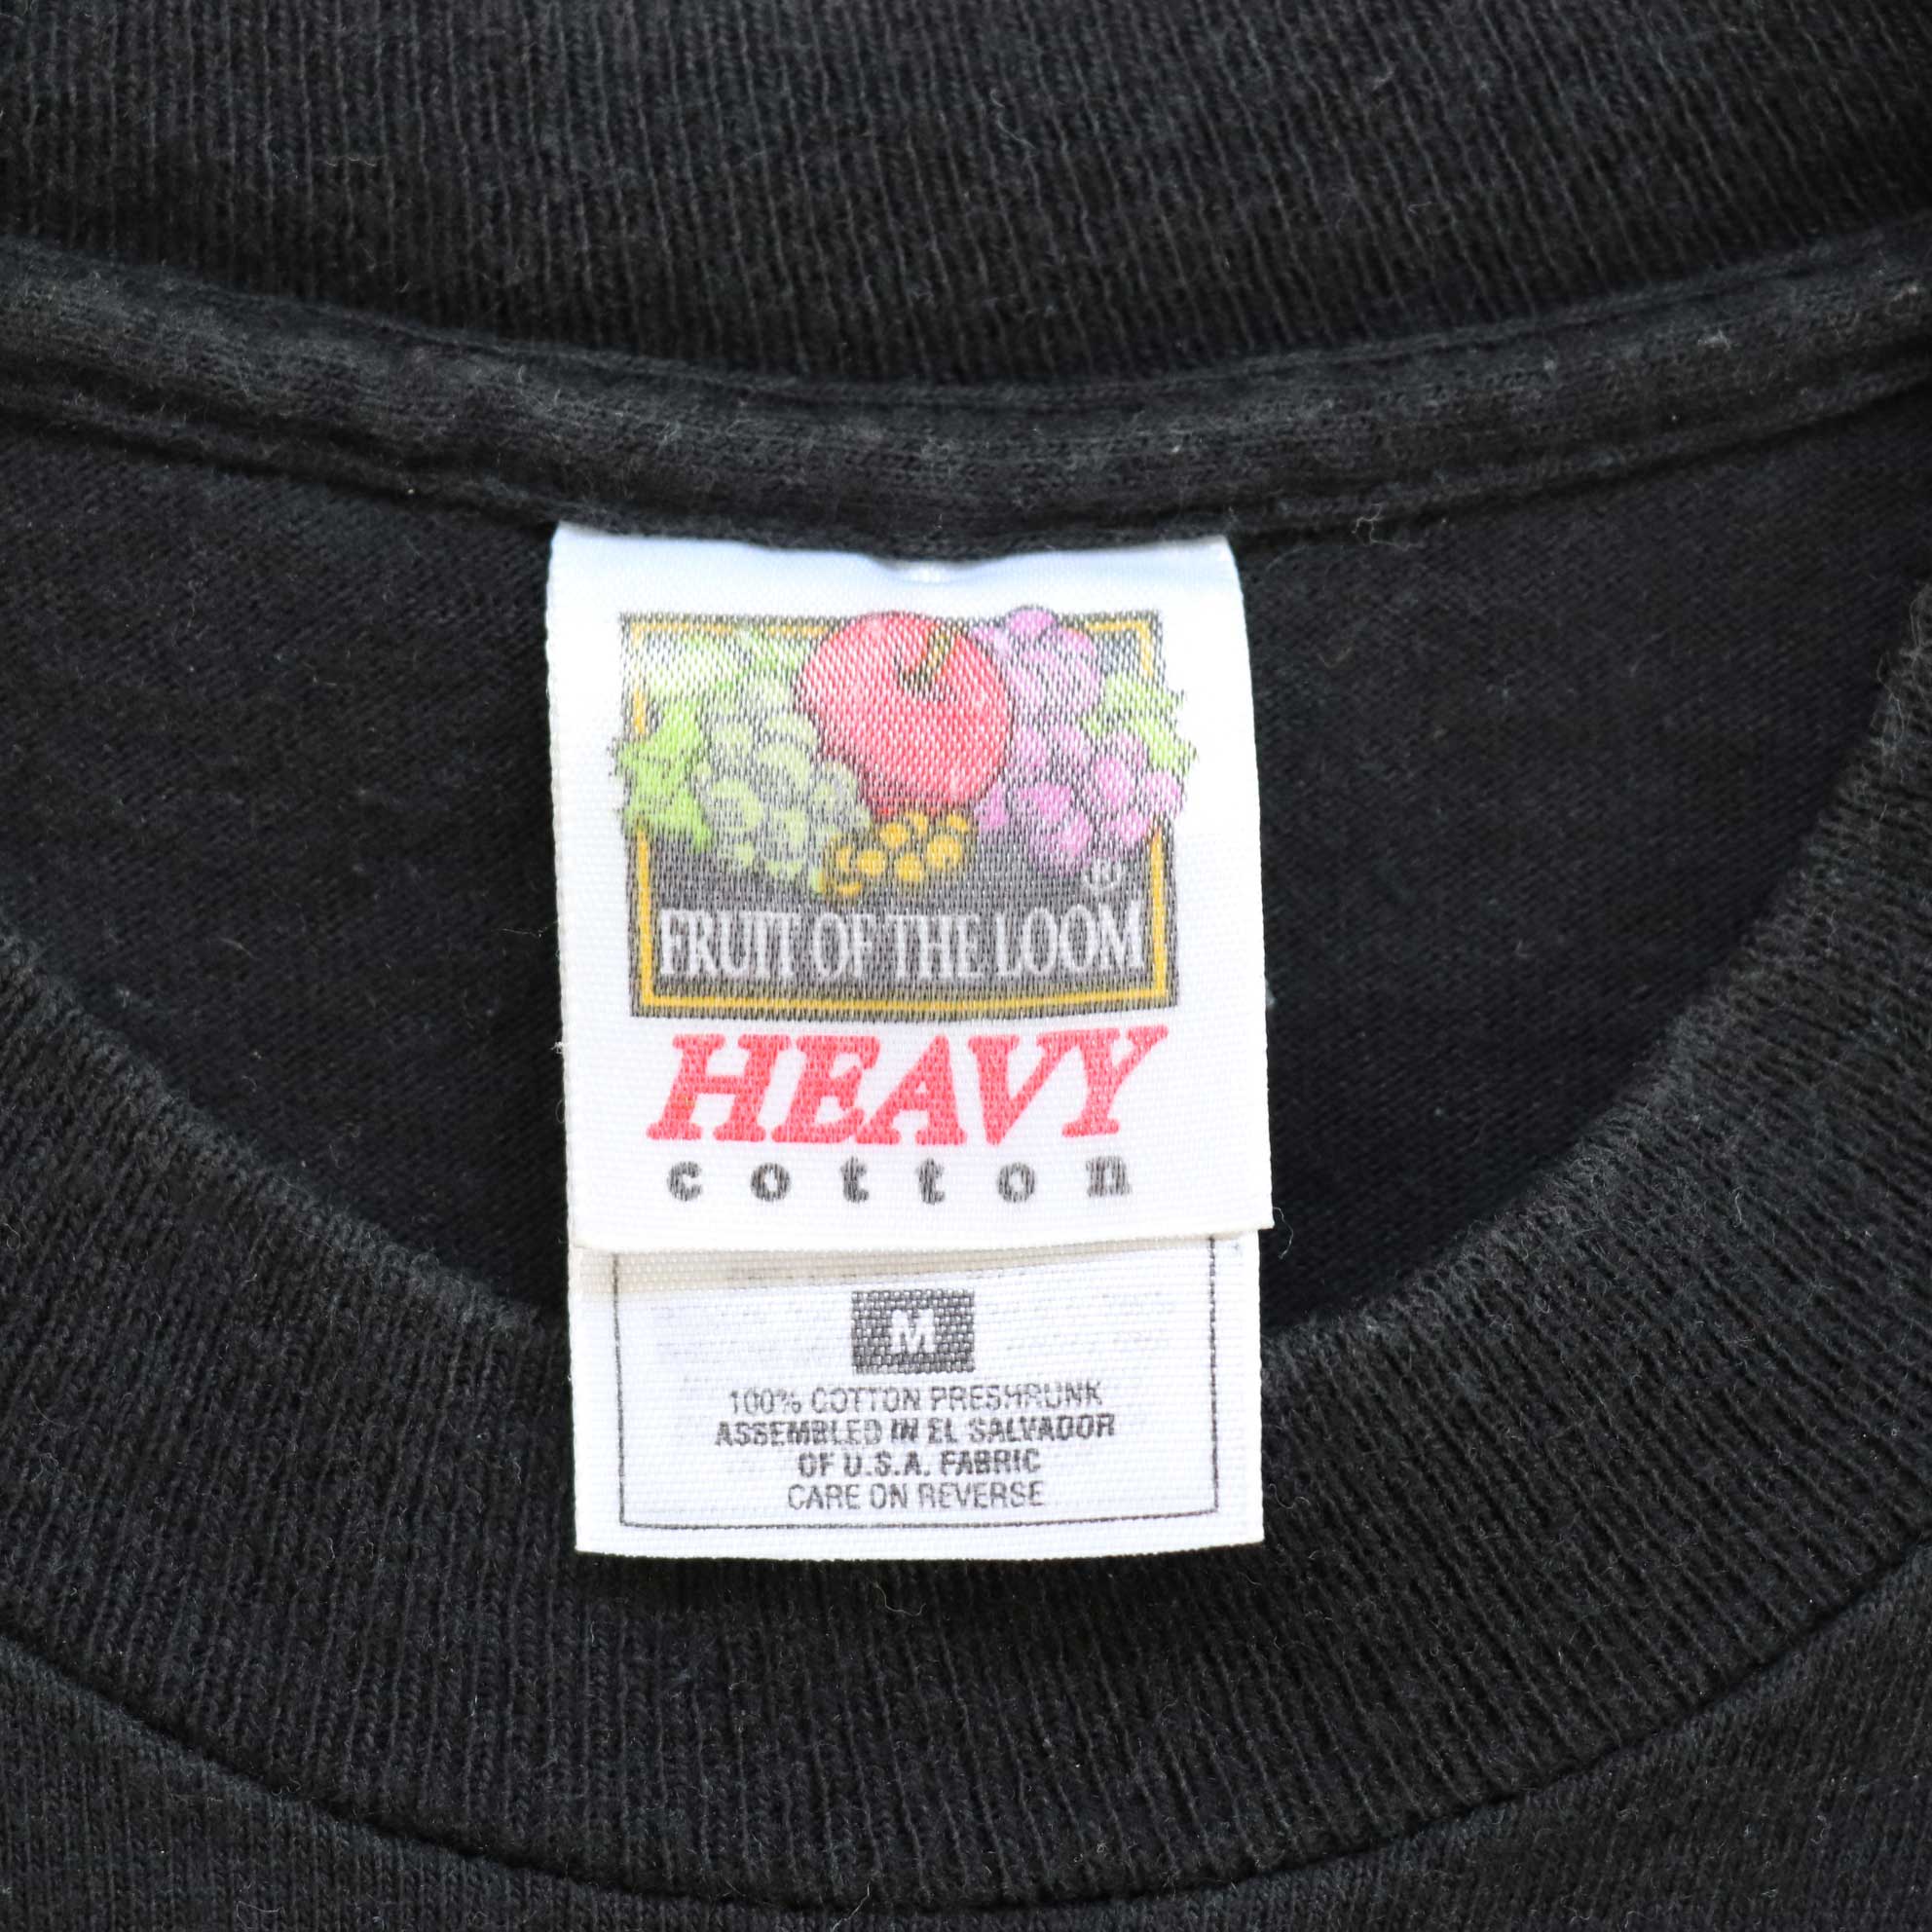 ®
FRUIT OF THE LOOM
HEAVY
cotton
M
100% COTTON PRESHRUNK
ASSEMBLED IN EL SALVADOR
OF U.S.A. FABRIC
CARE ON REVERSE